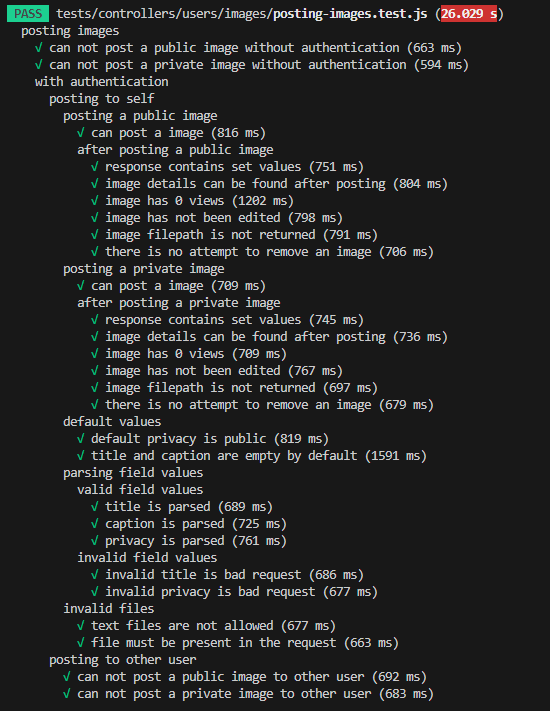 PASS tests/controllers/users/images/posting-images.test.js (26.029 s)
posting images
√ can not post a public image without authentication (663 ms)
√ can not post a private image without authentication (594 ms)
with authentication
posting to self
posting a public image
√ can post a image (816 ms)
after posting a public image
√ response contains set values (751 ms)
√ image details can be found after posting (804 ms)
√ image has 0 views (1202 ms)
√ image has not been edited (798 ms)
√ image filepath is not returned (791 ms)
√ there is no attempt to remove an image (706 ms)
posting a private image
√ can post a image (709 ms)
after posting a private image
√ response contains set values (745 ms)
√ image details can be found after posting (736 ms)
√ image has 0 views (709 ms)
√ image has not been edited (767 ms)
√ image filepath is not returned (697 ms)
√ there is no attempt to remove an image (679 ms)
default values
√ default privacy is public (819 ms)
√ title and caption are empty by default (1591 ms)
parsing field values
valid field values
√ title is parsed (689 ms)
√ caption is parsed (725 ms)
√ privacy is parsed (761 ms)
invalid field values
√ invalid title is bad request (686 ms)
√ invalid privacy is bad request (677 ms)
invalid files
√ text files are not allowed (677 ms)
√ file must be present in the request (663 ms)
posting to other user
√ can not post a public image to other user (692 ms)
√ can not post a private image to other user (683 ms)